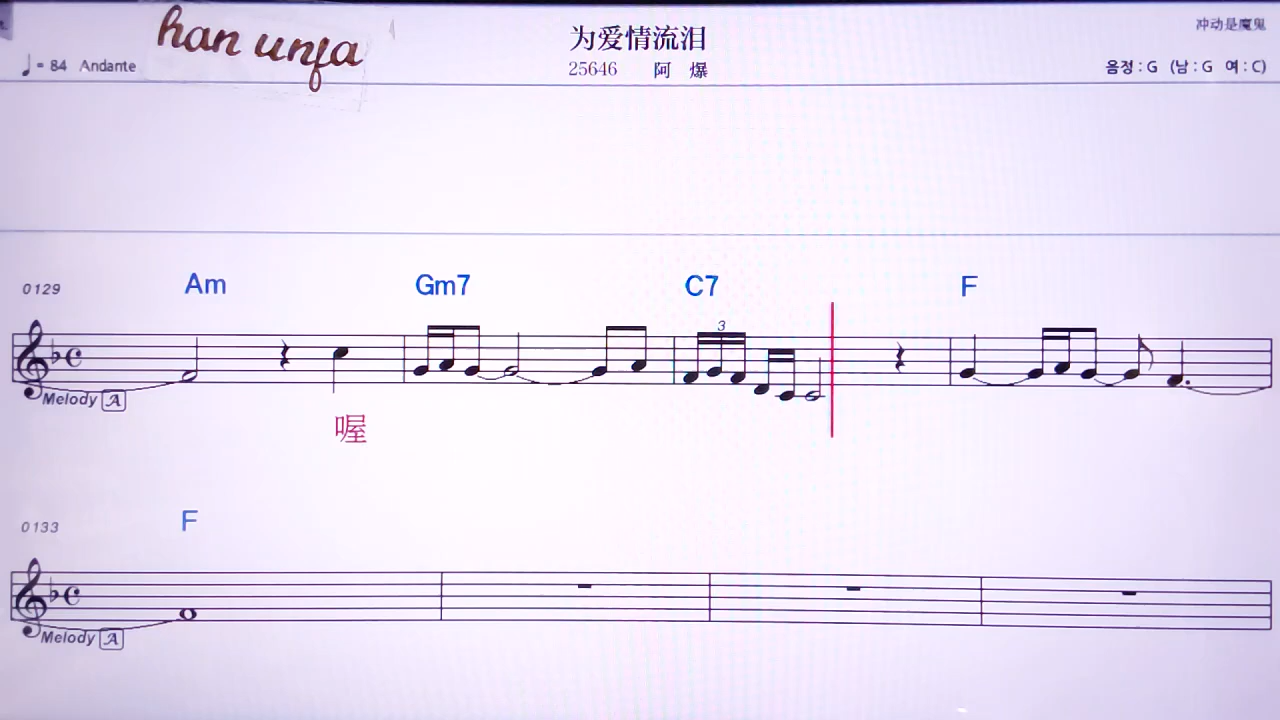 han unfa
为爱情流泪
冲动是魔鬼
♩= 84 Andante
25646 阿 爆
음정 : G (남 : G 여 : C)
0129
Am Gm7 C7 F
3
Melody A
喔
0133
F
Melody A